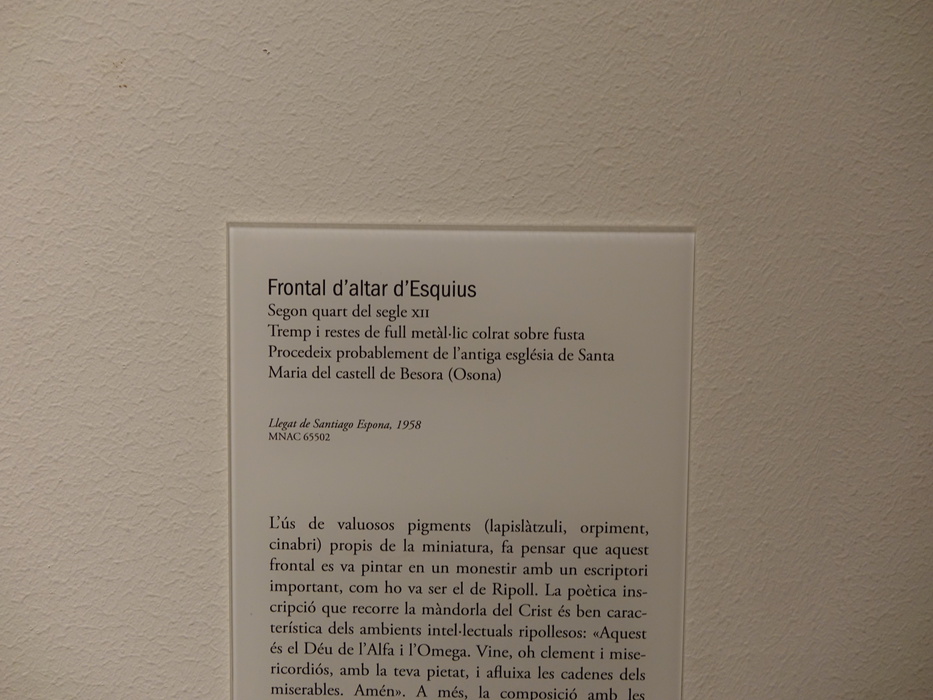 Frontal d'altar d'Esquius
Segon quart del segle XII
Tremp i restes de full metàl·lic colrat sobre fusta
Procedeix probablement de l'antiga església de Santa
Maria del castell de Besora (Osona)
Llegat de Santiago Espona, 1958
MNAC 65502
L'ús de valuosos pigments (lapislàtzuli, orpiment,
cinabri) propis de la miniatura, fa pensar que aquest
frontal es va pintar en un monestir amb un escriptori
important, com ho va ser el de Ripoll. La poètica ins-
cripció que recorre la màndorla del Crist és ben carac-
terística dels ambients intel·lectuals ripollesos: «Aquest
és el Déu de l'Alfa i l'Omega. Vine, oh clement i mise-
ricordiós, amb la teva pietat, i afluixa les cadenes dels
miserables. Amén». A més, la composició amb les